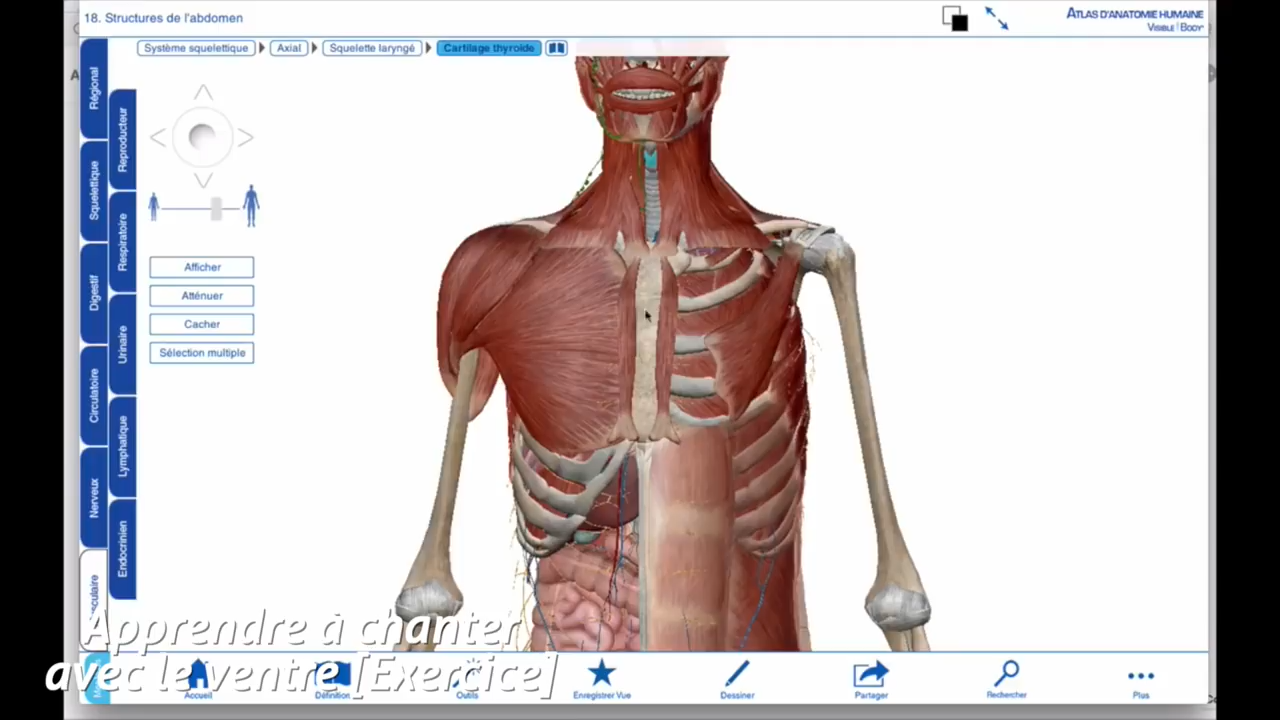 18. Structures de l'abdomen
ATLAS D'ANATOMIE HUMAINE
VISIBLE BODY
Système squelettique
Axial
Squelette laryngé
Cartilage thyroïde
Régional
Squelettique
Digestif
Circulatoire
Nerveux
Reproducteur
Respiratoire
Urinaire
Lymphatique
Endocrinien
Afficher
Atténuer
Cacher
Sélection multiple
Apprendre à chanter
avec le ventre [Exercice]
Accueil
Définition
Outils
Enregistrer Vue
Dessiner
Partager
Rechercher
Plus